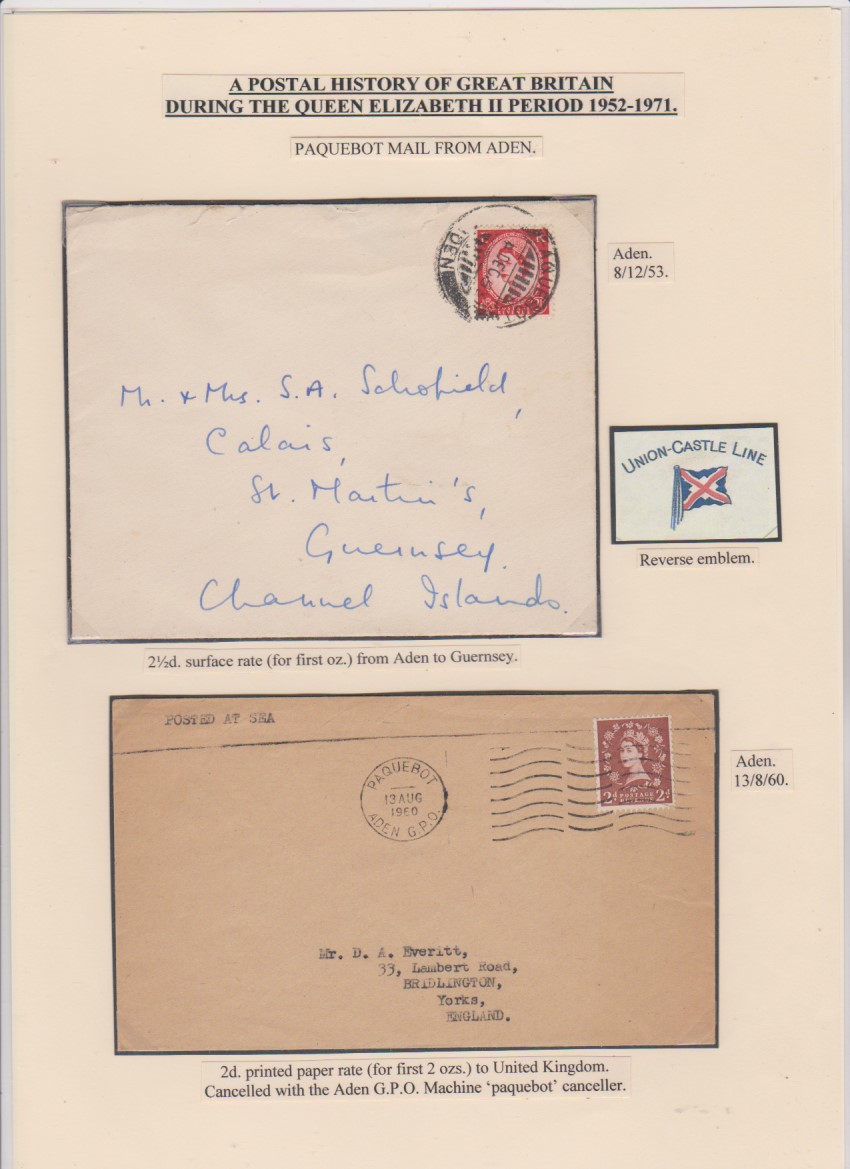 A POSTAL HISTORY OF GREAT BRITAIN
DURING THE QUEEN ELIZABETH II PERIOD 1952-1971.
PAQUEBOT MAIL FROM ADEN.
PAQUEBOT
ADEN
Aden.
8/12/53.
Mr. & Mrs. S.A. Schofield,
Calais,
St. Martin's,
Guernsey.
Channel Islands.
UNION-CASTLE LINE
Reverse emblem.
2½d. surface rate (for first oz.) from Aden to Guernsey.
POSTED AT SEA
PAQUEBOT
13 AUG
1960
ADEN G.P.O.
2D POSTAGE 2D
Aden.
13/8/60.
Mr. D. A. Everitt,
33, Lambert Road,
BRIDLINGTON,
Yorks,
ENGLAND.
2d. printed paper rate (for first 2 ozs.) to United Kingdom.
Cancelled with the Aden G.P.O. Machine 'paquebot' canceller.